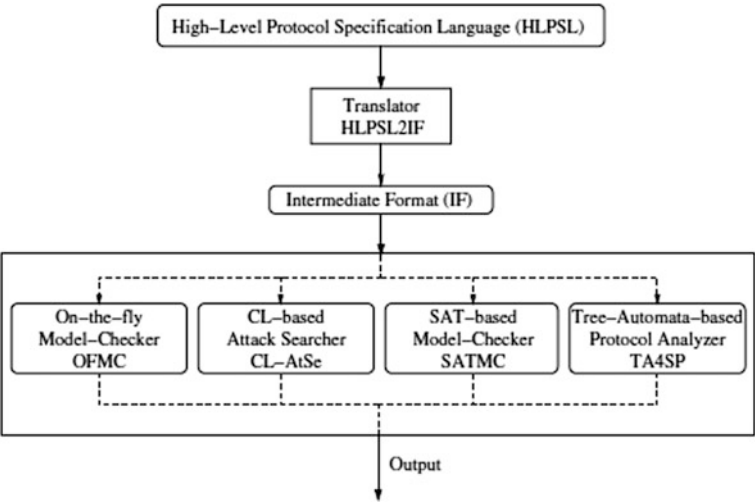 High–Level Protocol Specification Language (HLPSL)
Translator
HLPSL2IF
Intermediate Format (IF)
On–the–fly
Model–Checker
OFMC
CL–based
Attack Searcher
CL–AtSe
SAT–based
Model–Checker
SATMC
Tree–Automata–based
Protocol Analyzer
TA4SP
Output